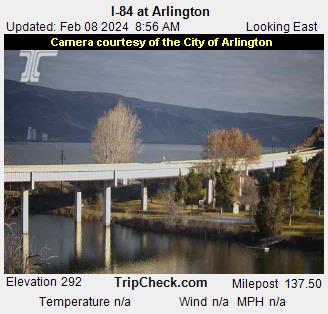 I-84 at Arlington
Updated: Feb 08 2024 8:56 AM Looking East
Camera courtesy of the City of Arlington
Elevation 292 TripCheck.com Milepost 137.50
Temperature n/a Wind n/a MPH n/a